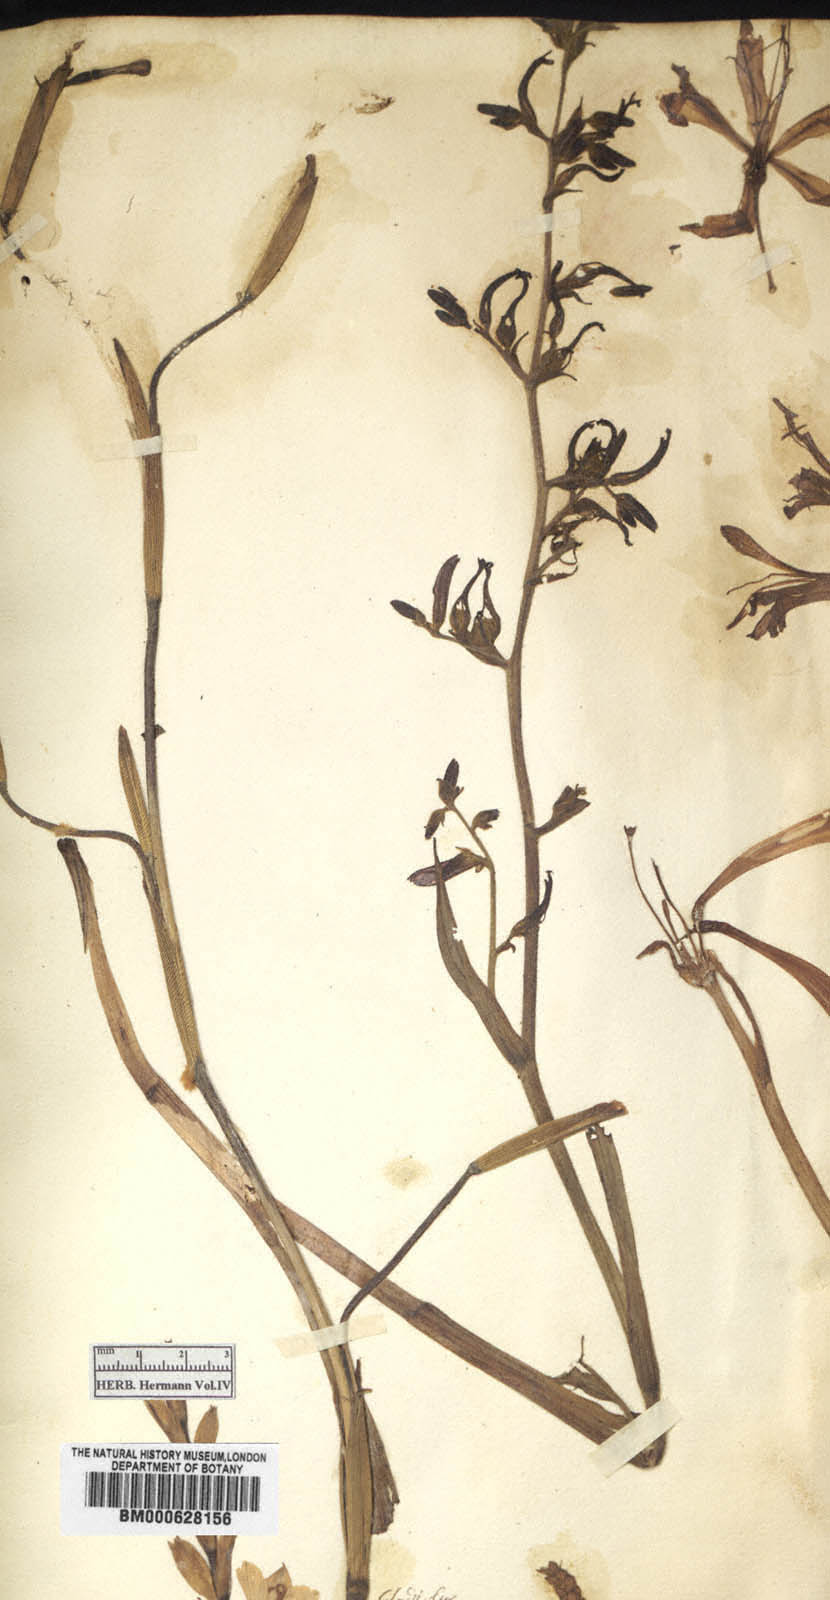 mm 1 2 3
HERB. Hermann Vol.IV
THE NATURAL HISTORY MUSEUM,LONDON
DEPARTMENT OF BOTANY
BM000628156